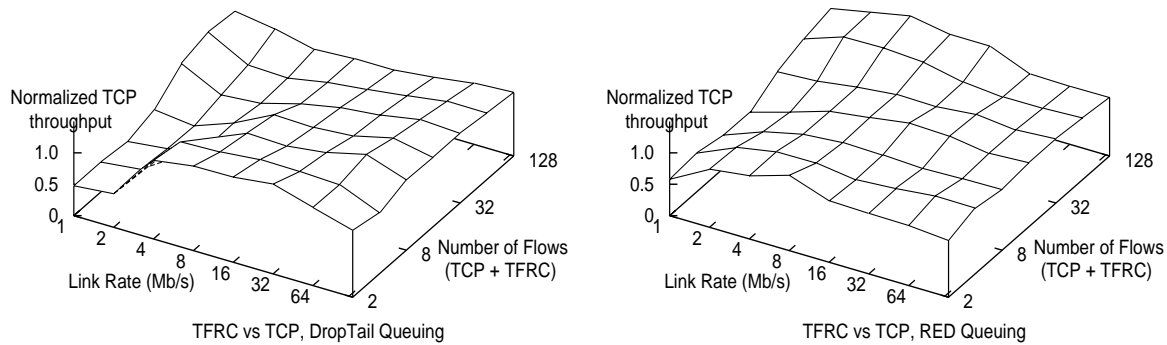 Normalized TCP
throughput
1.0
0.5
0
1
2
4
8
16
32
64
Link Rate (Mb/s)
2
8
32
128
Number of Flows
(TCP + TFRC)
TFRC vs TCP, DropTail Queuing
Normalized TCP
throughput
1.0
0.5
0
1
2
4
8
16
32
64
Link Rate (Mb/s)
2
8
32
128
Number of Flows
(TCP + TFRC)
TFRC vs TCP, RED Queuing